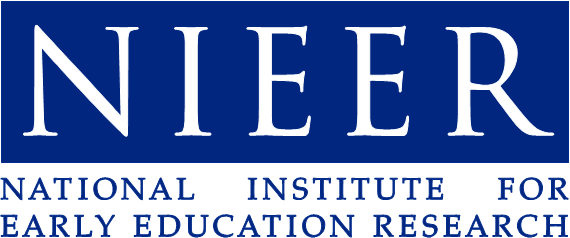 NIEER
NATIONAL INSTITUTE FOR
EARLY EDUCATION RESEARCH